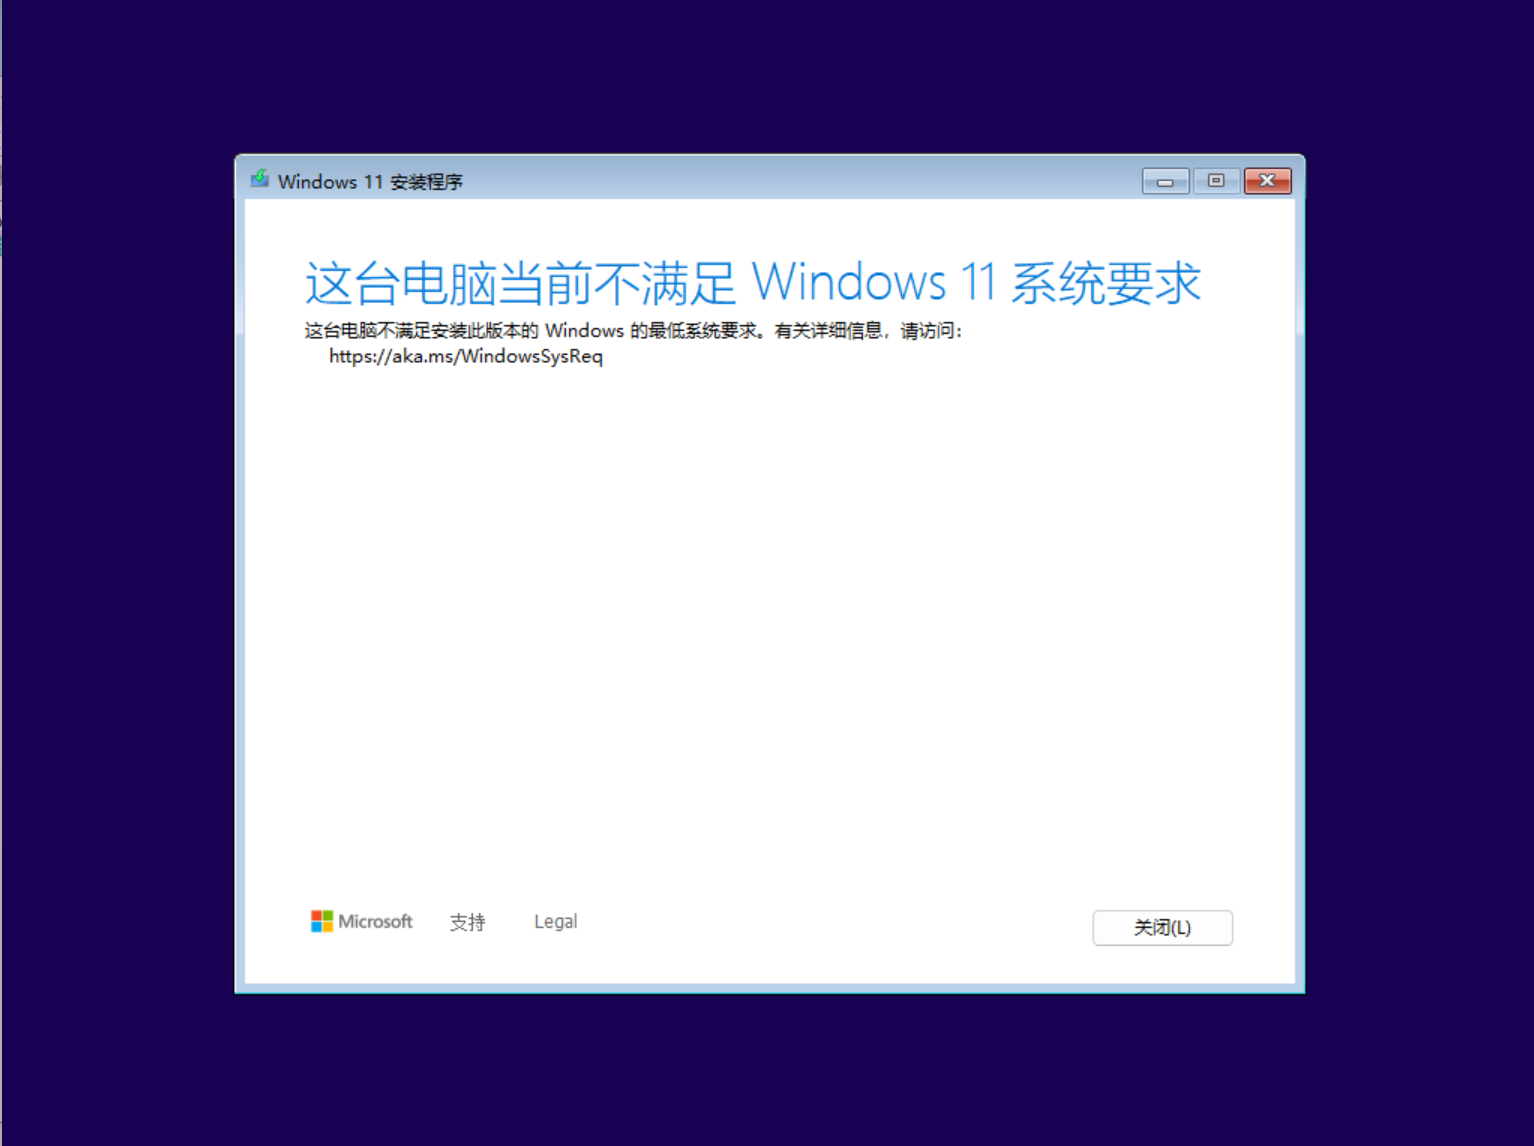 Windows 11 安装程序
这台电脑当前不满足 Windows 11 系统要求
这台电脑不满足安装此版本的 Windows 的最低系统要求。有关详细信息，请访问：
https://aka.ms/WindowsSysReq
Microsoft 支持 Legal 关闭(L)